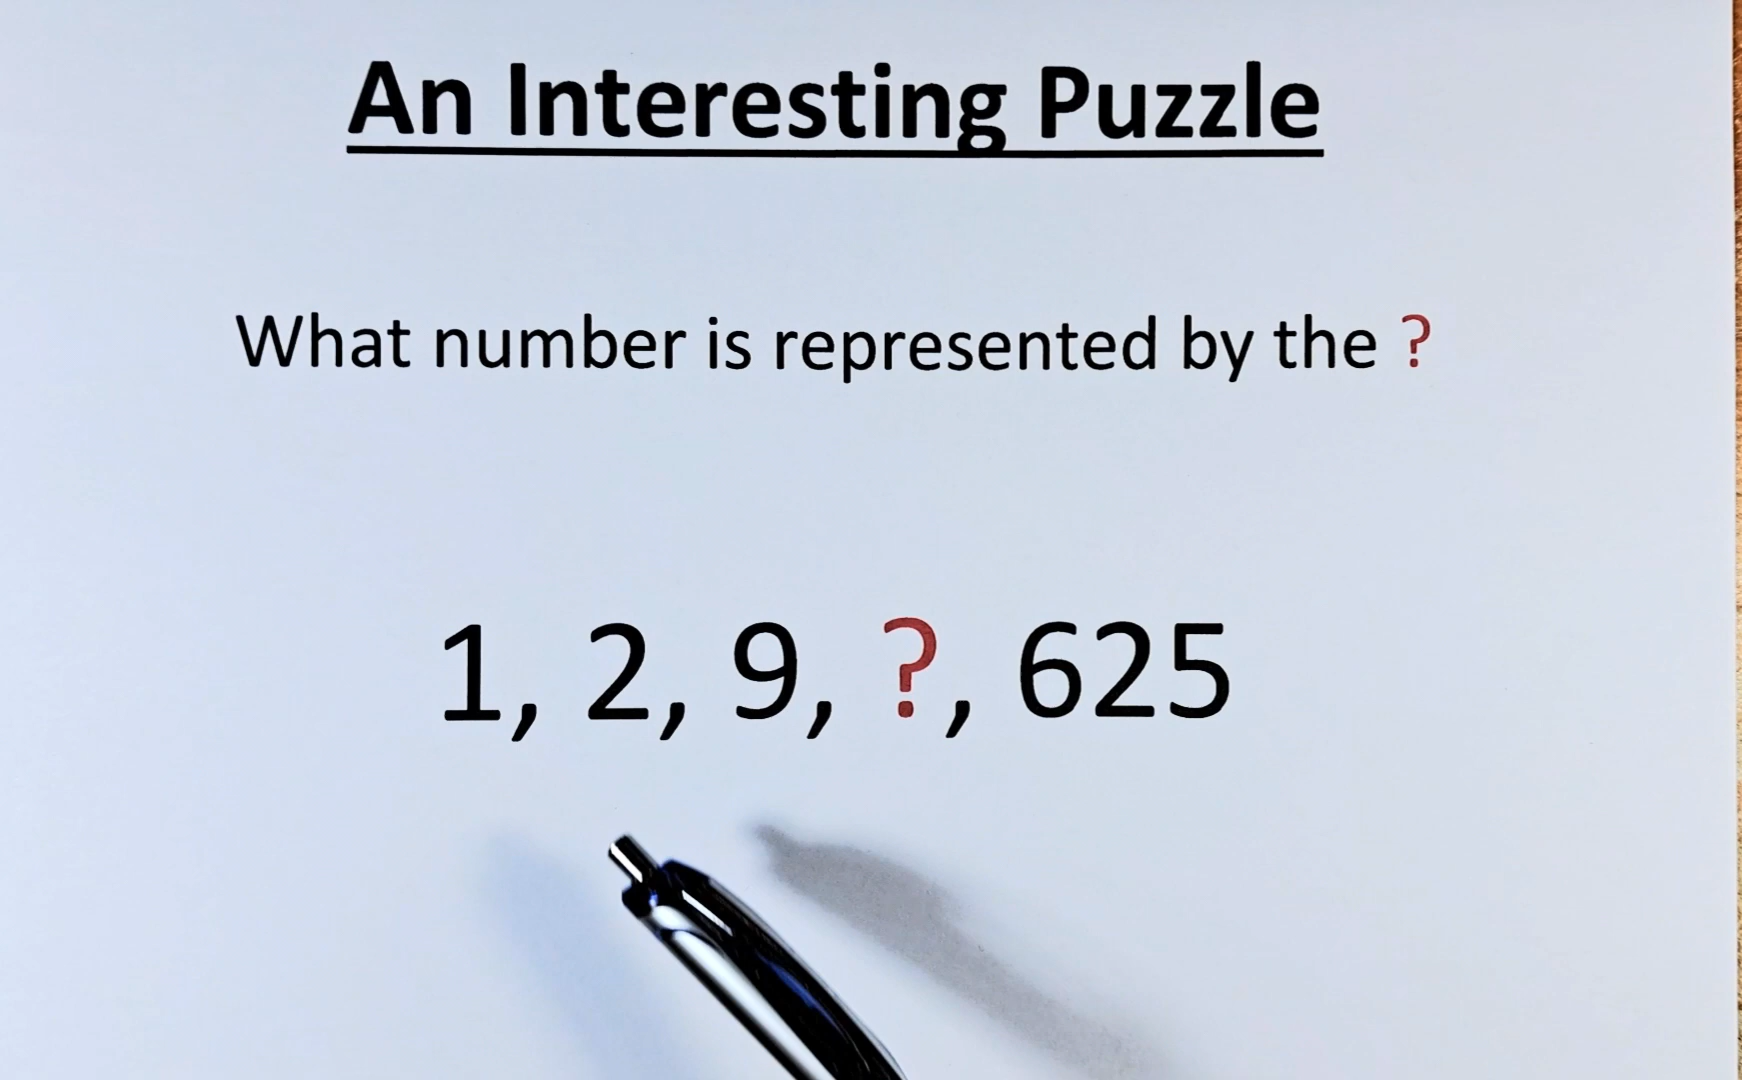 An Interesting Puzzle
What number is represented by the ?
1, 2, 9, ?, 625